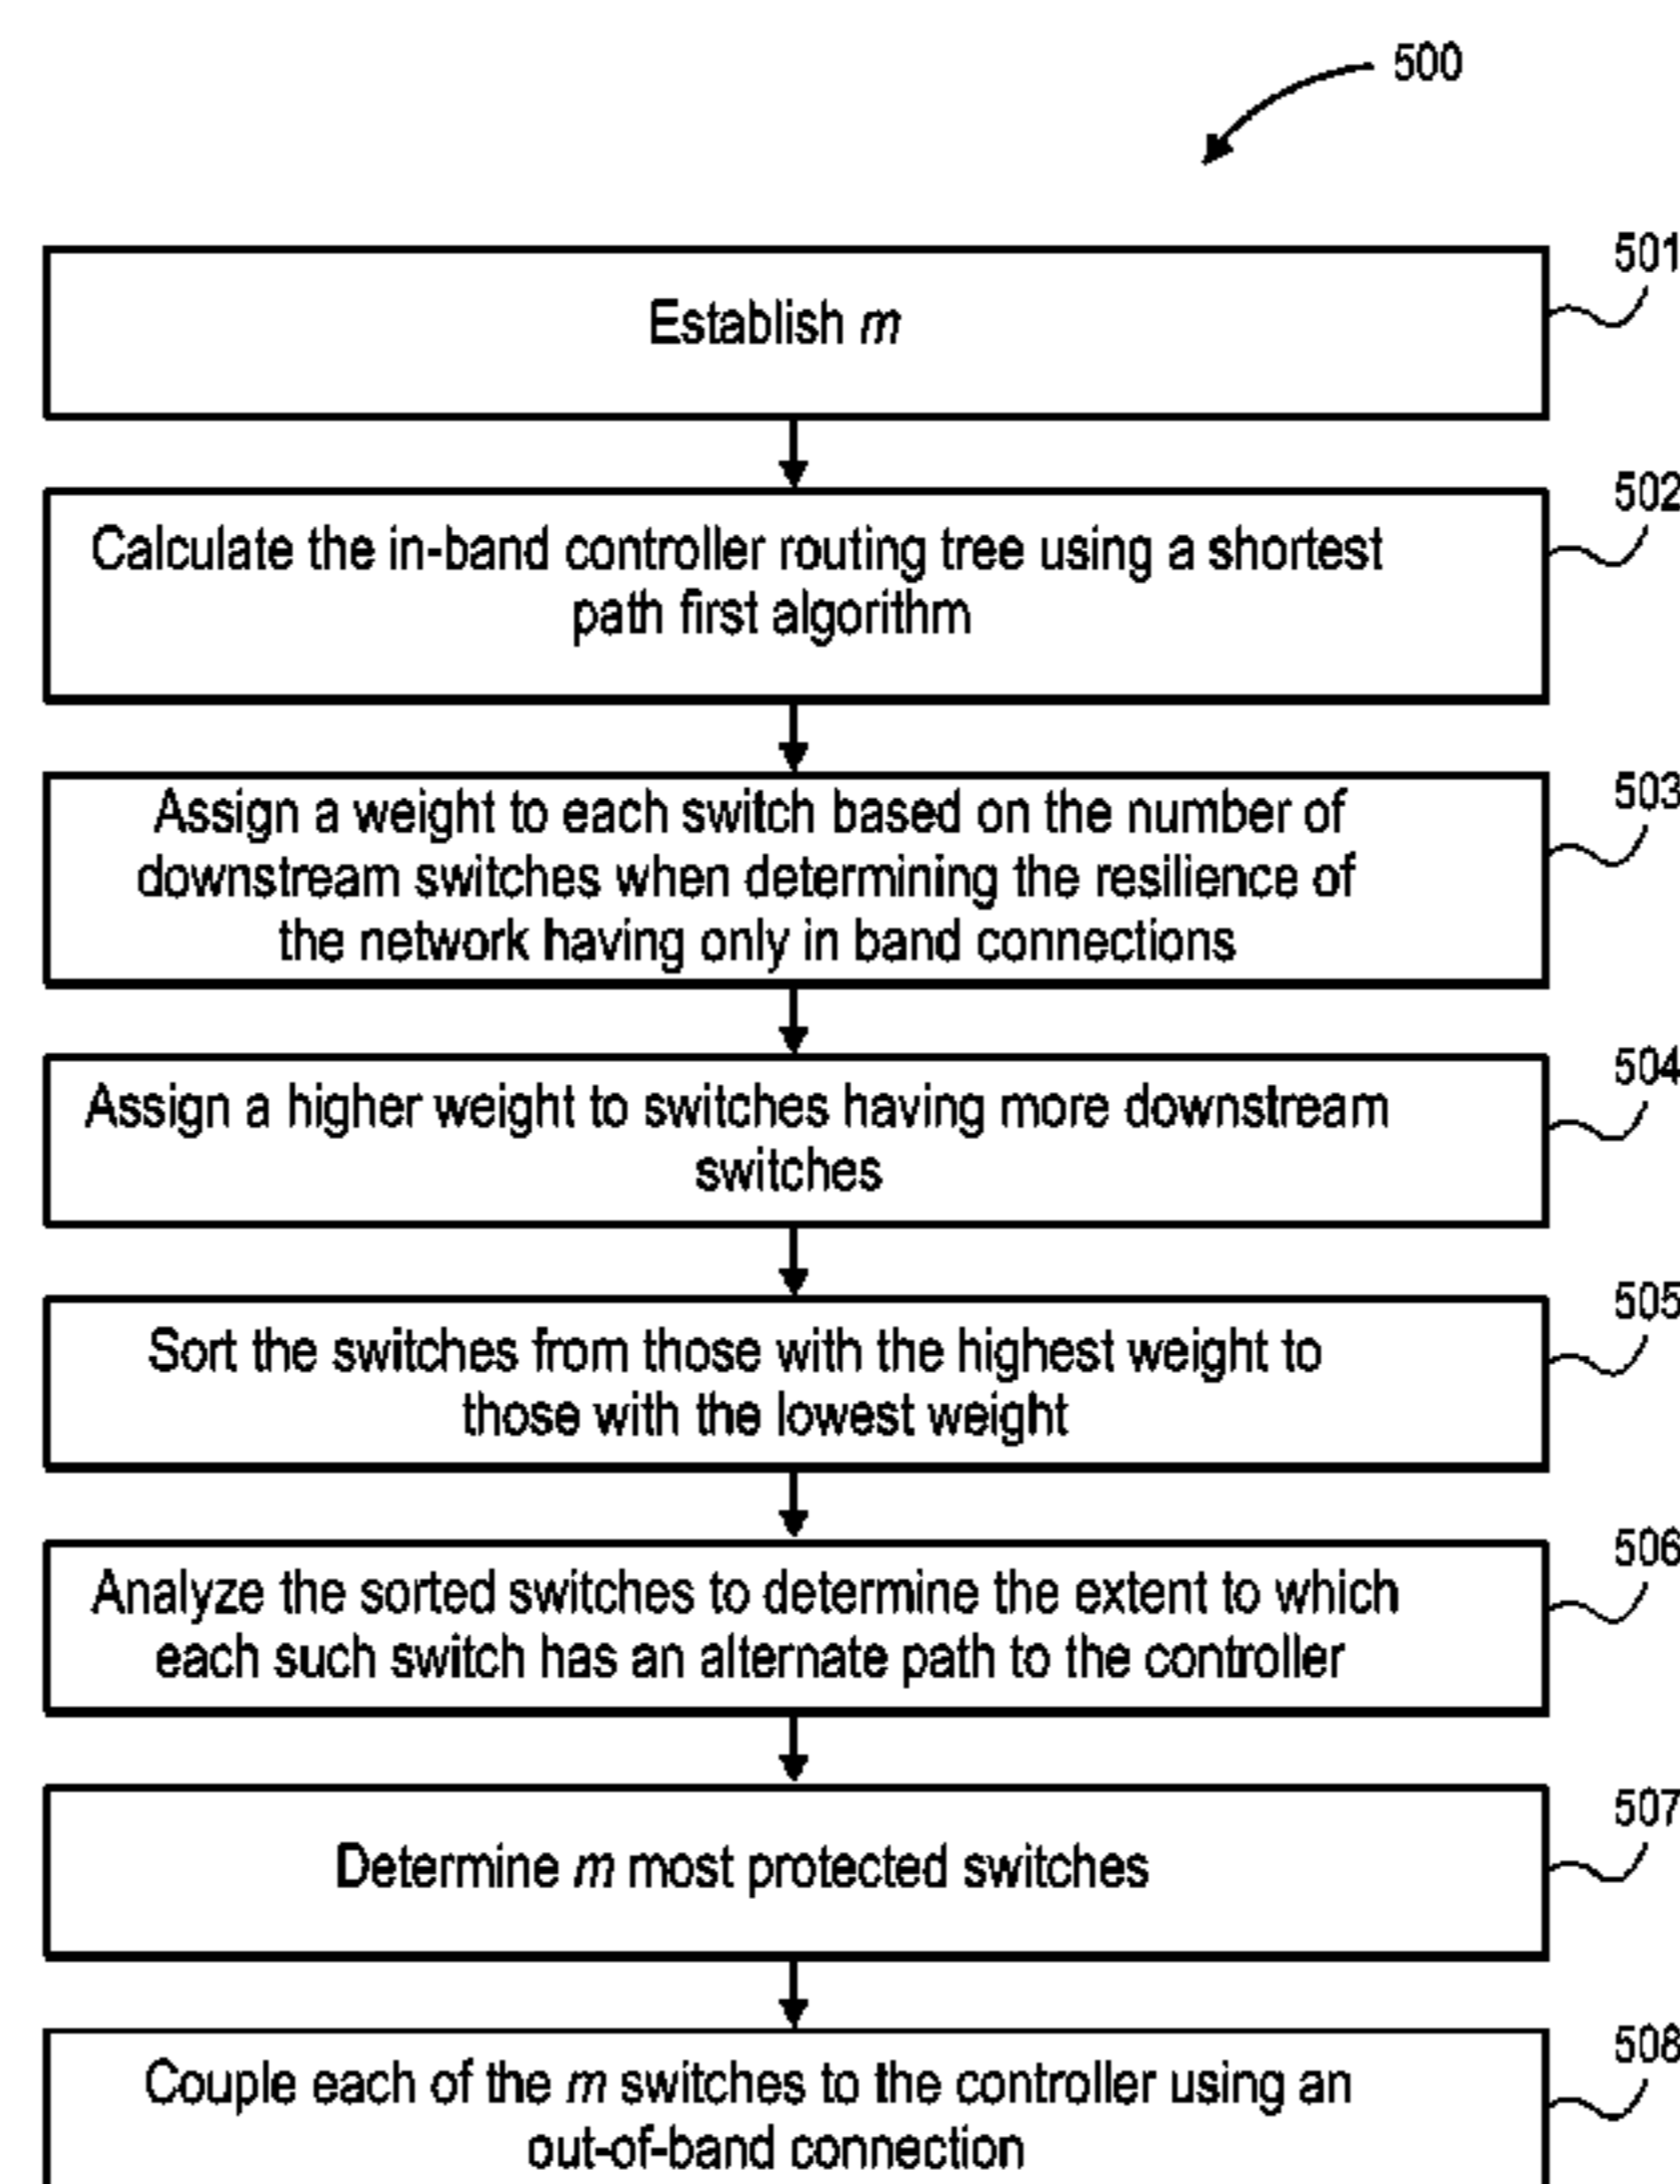 500
501
Establish m
502
Calculate the in-band controller routing tree using a shortest
path first algorithm
503
Assign a weight to each switch based on the number of
downstream switches when determining the resilience of
the network having only in band connections
504
Assign a higher weight to switches having more downstream
switches
505
Sort the switches from those with the highest weight to
those with the lowest weight
506
Analyze the sorted switches to determine the extent to which
each such switch has an alternate path to the controller
507
Determine m most protected switches
508
Couple each of the m switches to the controller using an
out-of-band connection